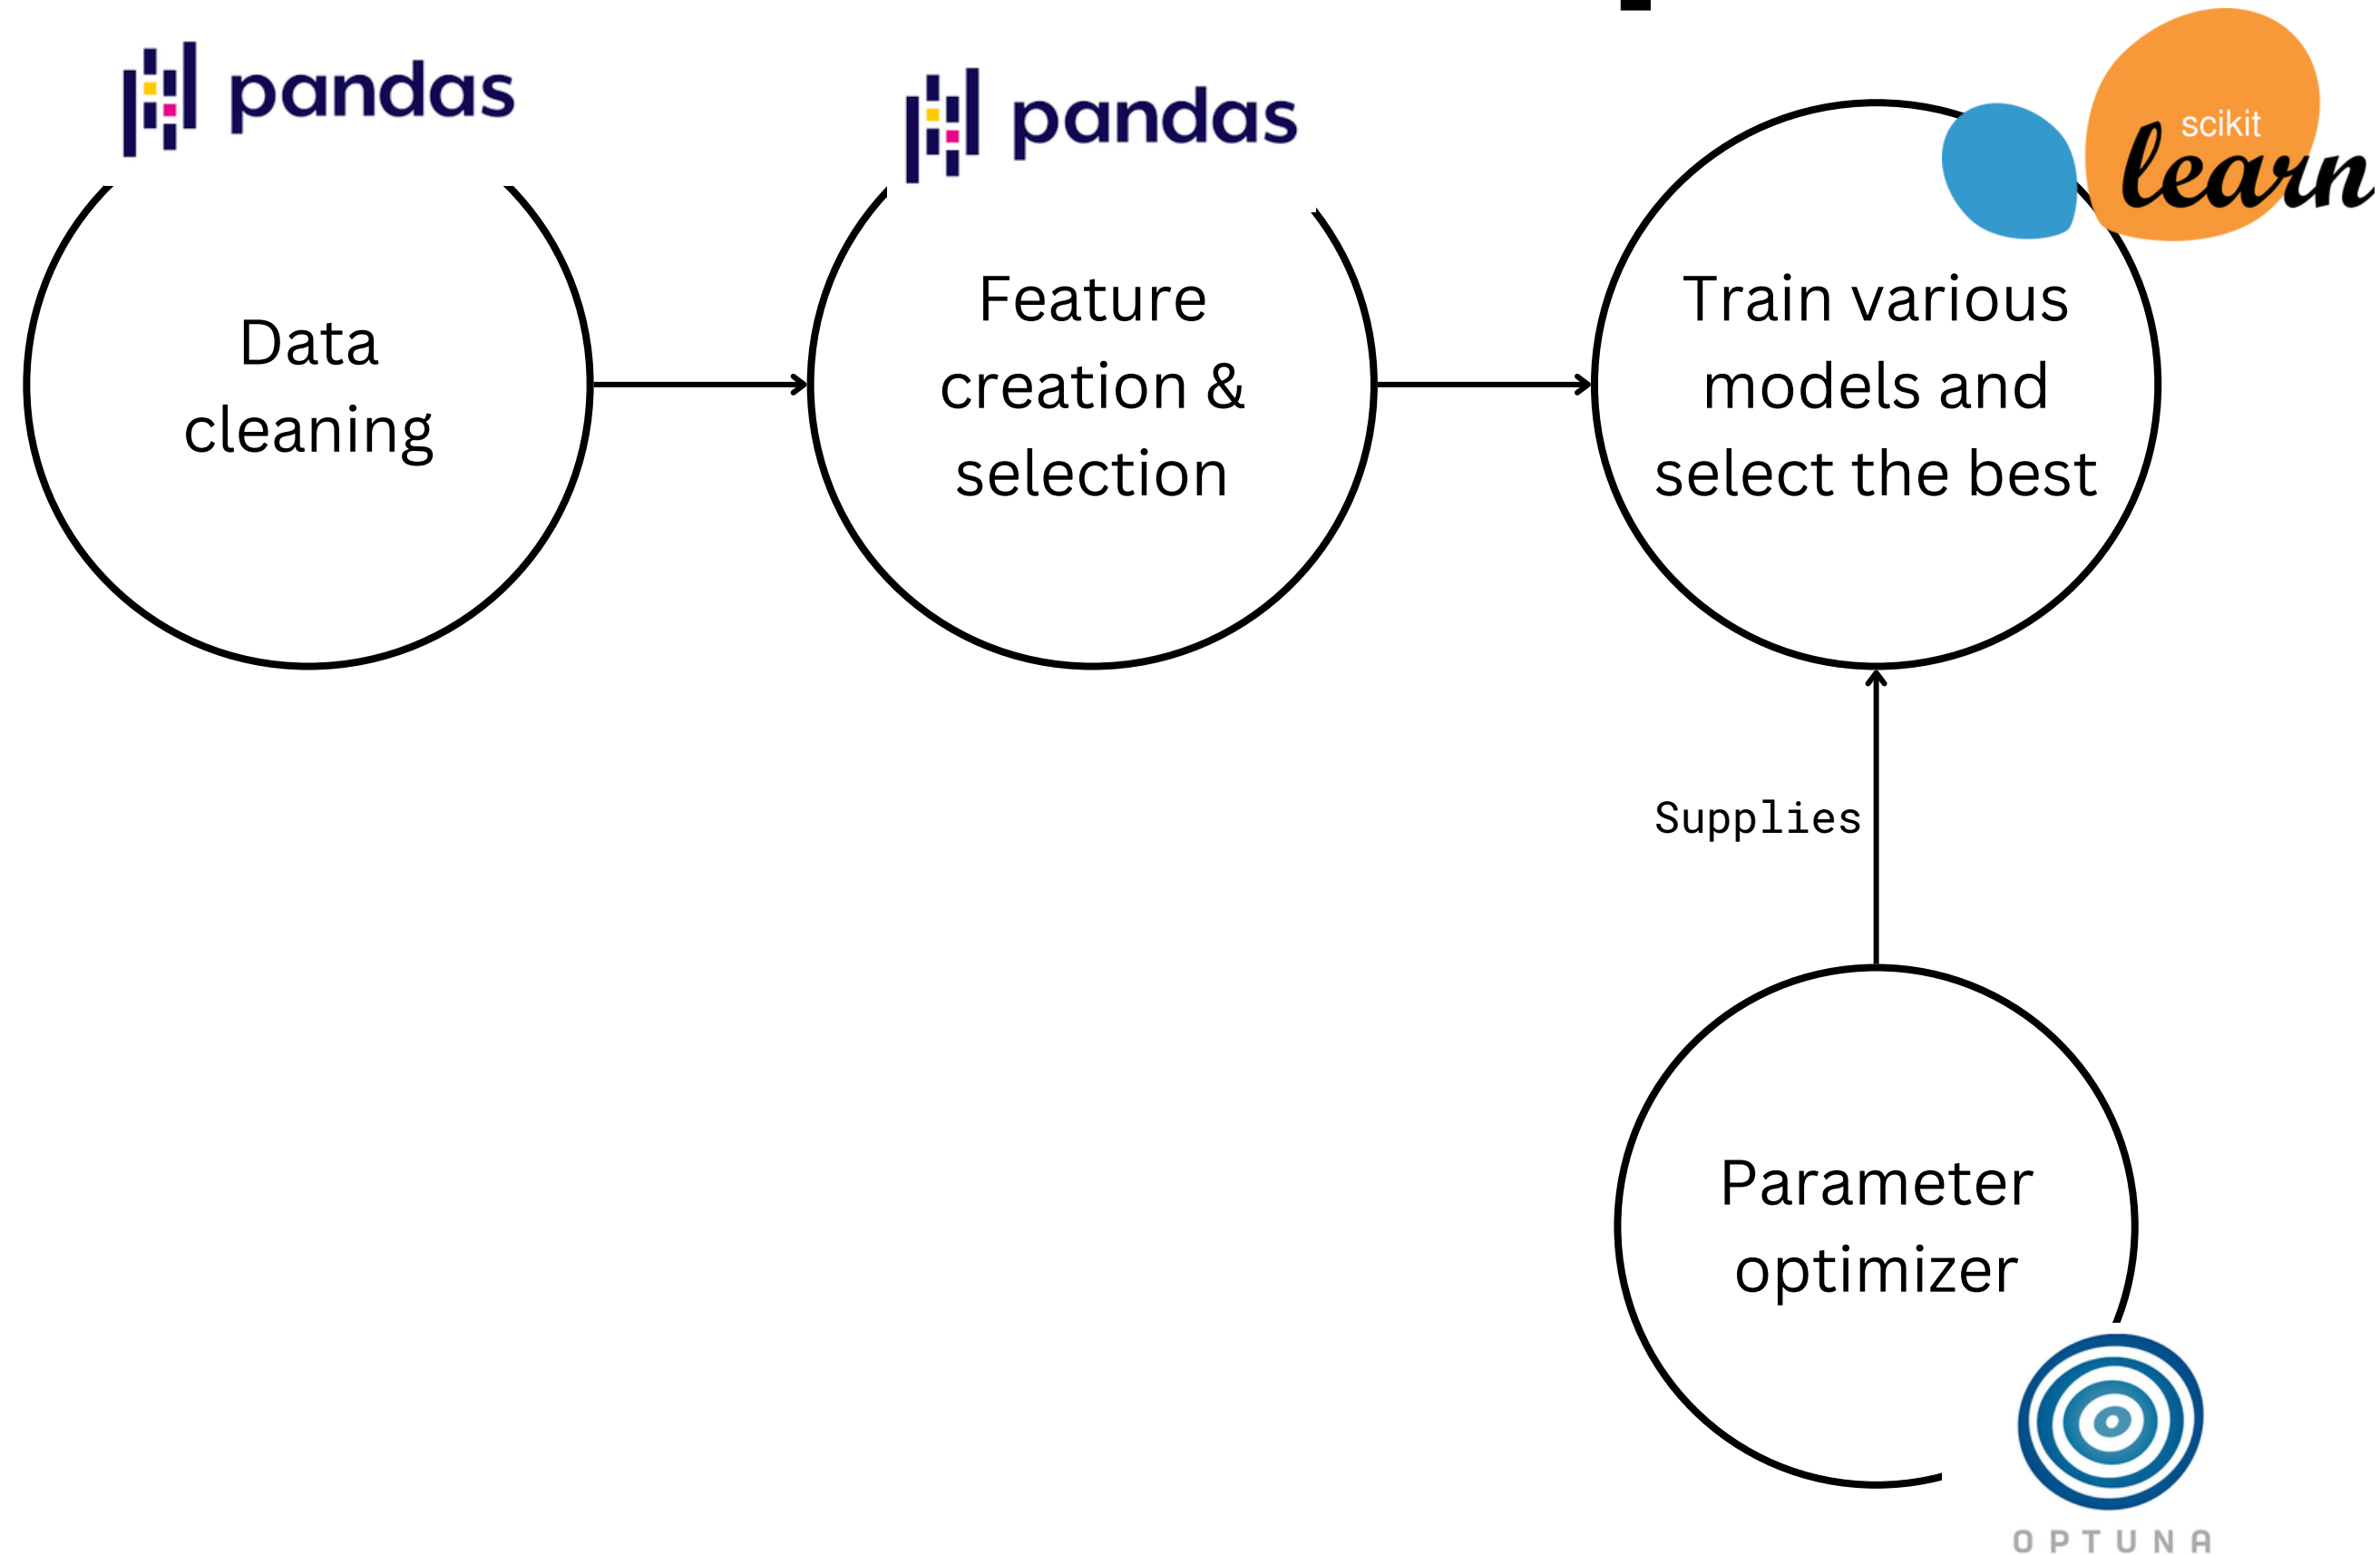 pandas
pandas
scikit
learn
Data
cleaning
Feature
creation &
selection
Train various
models and
select the best
Supplies
Parameter
optimizer
OPTUNA